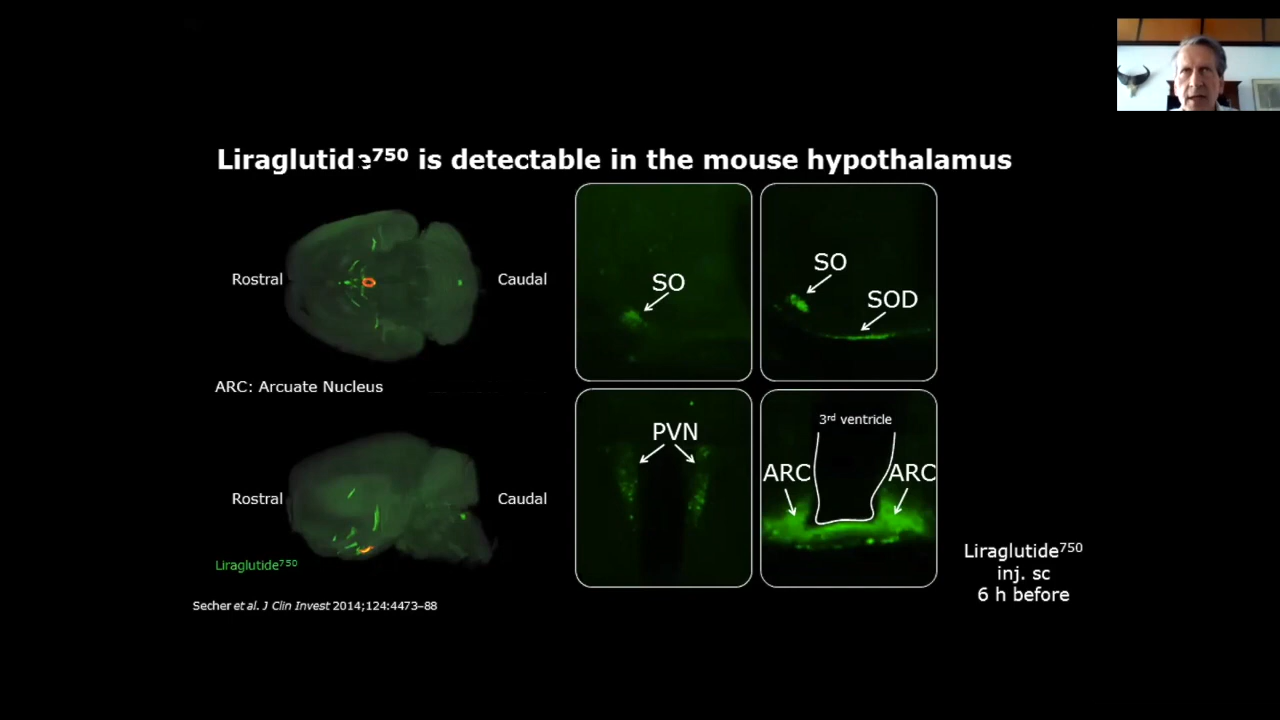 Liraglutide⁷⁵⁰ is detectable in the mouse hypothalamus
Rostral
Caudal
ARC: Arcuate Nucleus
Rostral
Caudal
Liraglutide⁷⁵⁰
Secher et al. J Clin Invest 2014;124:4473–88
SO
SO
SOD
PVN
3rd ventricle
ARC
ARC
Liraglutide⁷⁵⁰
inj. sc
6 h before